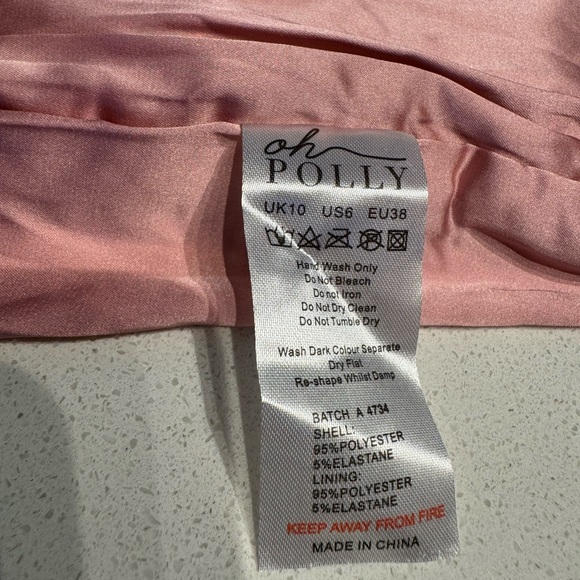 oh
POLLY
UK10 US6 EU38
Hand Wash Only
Do Not Bleach
Do not Iron
Do Not Dry Clean
Do Not Tumble Dry
Wash Dark Colour Separate
Dry Flat
Re-shape Whilst Damp
BATCH A 4734
SHELL:
95%POLYESTER
5%ELASTANE
LINING:
95%POLYESTER
5%ELASTANE
KEEP AWAY FROM FIRE
MADE IN CHINA